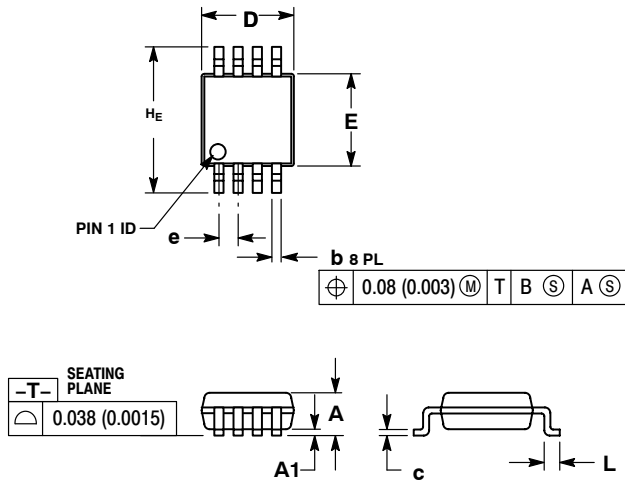 D
HE
E
PIN 1 ID
e
b 8 PL
0.08 (0.003) Ⓜ T B Ⓢ A Ⓢ
–T– SEATING PLANE
0.038 (0.0015)
A
A1
c
L